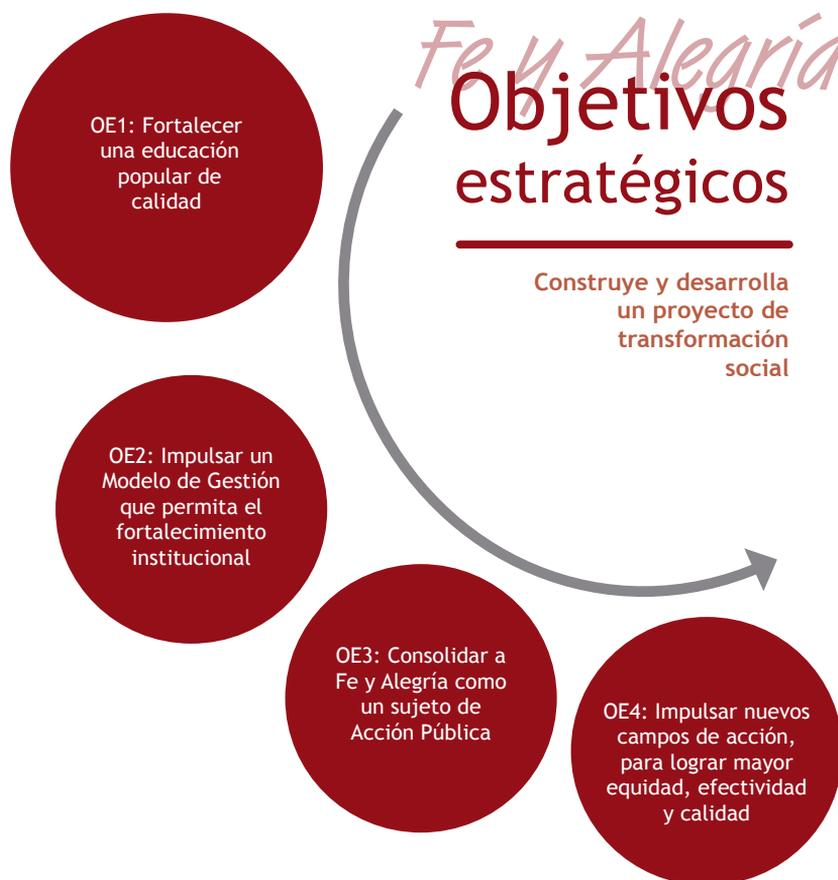 Fe y Alegría
Objetivos
estratégicos
Construye y desarrolla
un proyecto de
transformación
social
OE1: Fortalecer
una educación
popular de
calidad
OE2: Impulsar un
Modelo de Gestión
que permita el
fortalecimiento
institucional
OE3: Consolidar a
Fe y Alegría como
un sujeto de
Acción Pública
OE4: Impulsar nuevos
campos de acción,
para lograr mayor
equidad, efectividad
y calidad